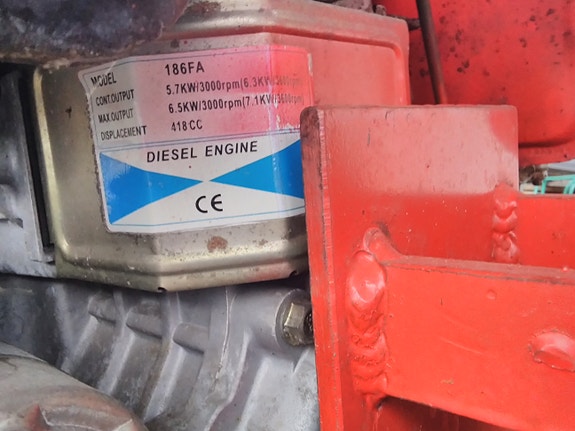 MODEL 186FA
CONT.OUTPUT 5.7KW/3000rpm(6.3KW/3600rpm)
MAX.OUTPUT 6.5KW/3000rpm(7.1KW/3600rpm)
DISPLACEMENT 418CC
DIESEL ENGINE
CE